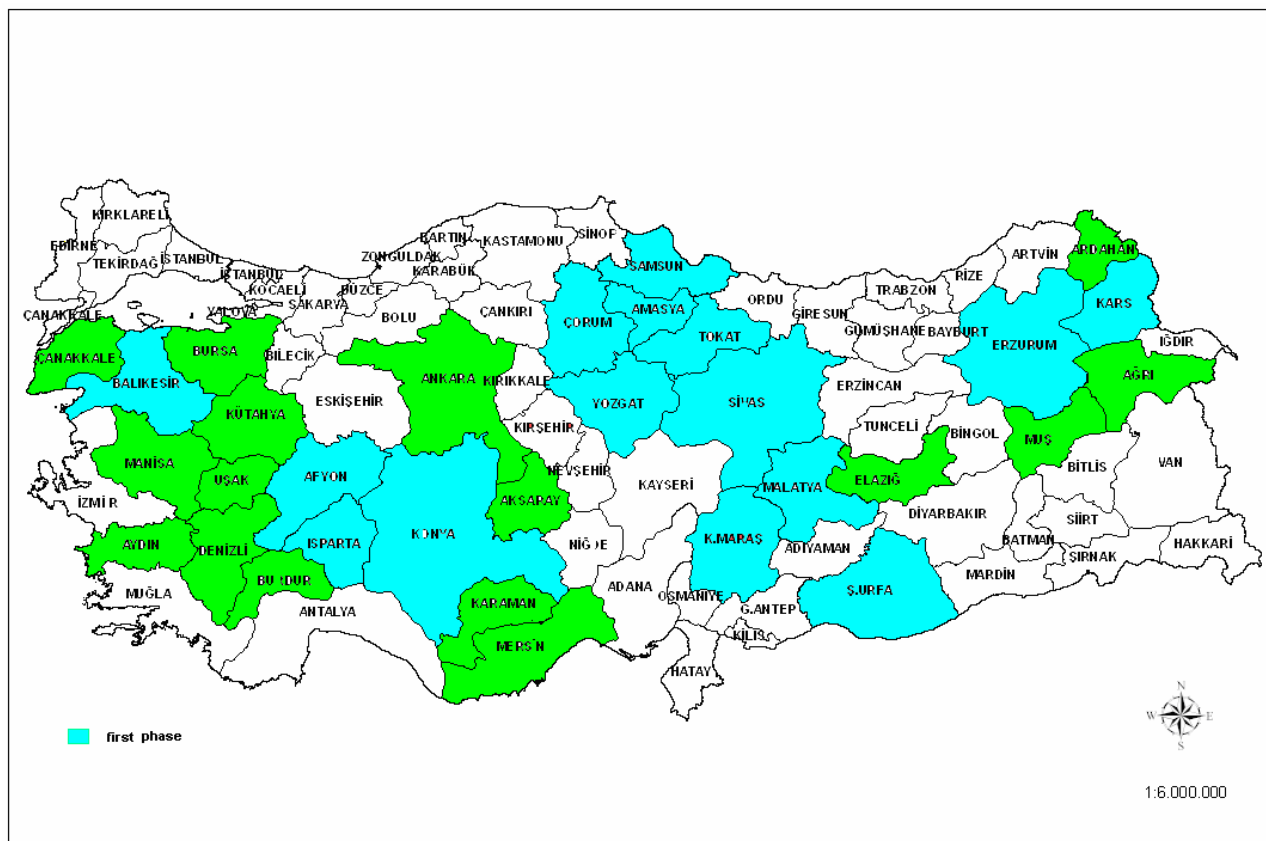 KIRKLARELİ
EDİRNE
TEKİRDAĞ
İSTANBUL
İSTANBUL
KOCAELİ
YALOVA
SAKARYA
DÜZCE
ZONGULDAK
BARTIN
KARABÜK
KASTAMONU
SİNOP
SAMSUN
BOLU
ÇANKIRI
ÇORUM
AMASYA
TOKAT
ORDU
GİRESUN
TRABZON
GÜMÜŞHANE
BAYBURT
RİZE
ARTVİN
ARDAHAN
KARS
IĞDIR
ERZURUM
AĞRI
ÇANAKKALE
ÇANAKKALE
BALIKESİR
BURSA
BİLECİK
ESKİŞEHİR
KÜTAHYA
ANKARA
KIRIKKALE
KIRŞEHİR
YOZGAT
SİVAS
ERZİNCAN
TUNCELİ
BİNGOL
MUŞ
BİTLİS
VAN
MANİSA
UŞAK
AFYON
İZMİR
AYDIN
DENİZLİ
ISPARTA
BURDUR
MUĞLA
ANTALYA
KONYA
AKSARAY
NEVŞEHİR
NİĞDE
KAYSERİ
KARAMAN
MERSİN
ADANA
OSMANİYE
HATAY
K.MARAŞ
G.ANTEP
KİLİS
MALATYA
ADIYAMAN
ELAZIĞ
DİYARBAKIR
Ş.URFA
MARDİN
BATMAN
SİİRT
ŞIRNAK
HAKKARİ
first phase
N
W
E
S
1:6.000.000